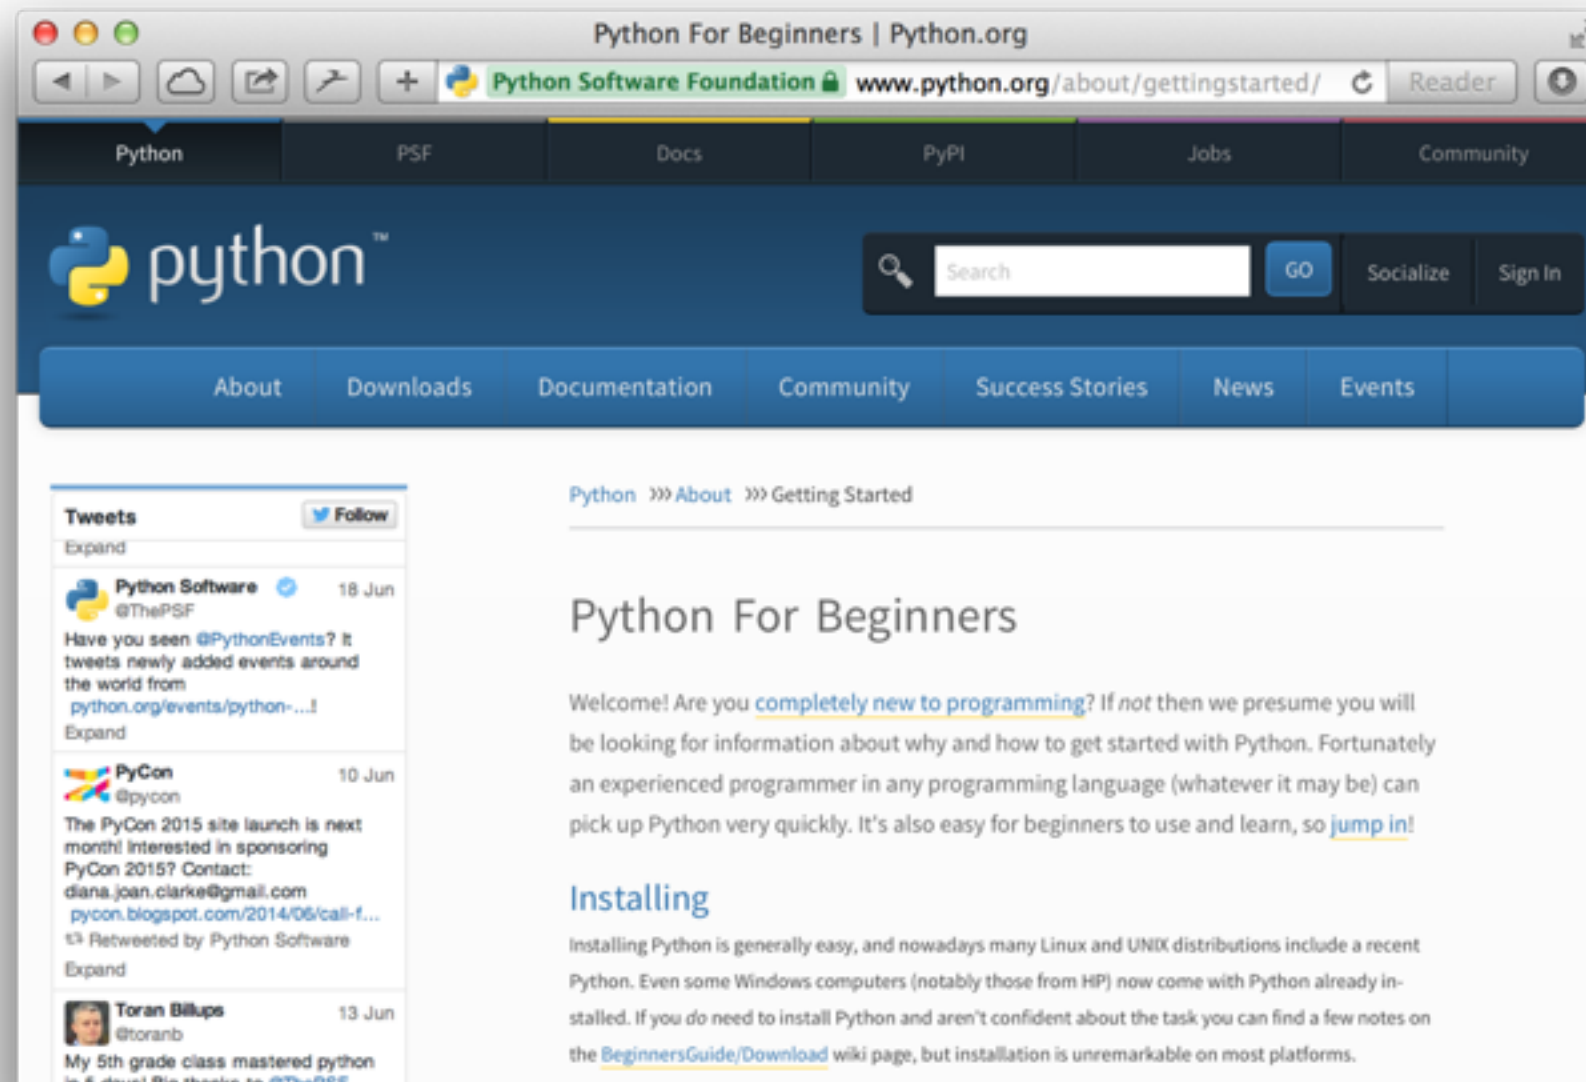 Python For Beginners | Python.org
Python Software Foundation www.python.org/about/gettingstarted/ Reader
Python PSF Docs PyPI Jobs Community
python™
Search GO Socialize Sign In
About Downloads Documentation Community Success Stories News Events
Tweets Follow
Expand
Python Software 18 Jun
@ThePSF
Have you seen @PythonEvents? It
tweets newly added events around
the world from
python.org/events/python-...!
Expand
PyCon 10 Jun
@pycon
The PyCon 2015 site launch is next
month! Interested in sponsoring
PyCon 2015? Contact:
diana.joan.clarke@gmail.com
pycon.blogspot.com/2014/06/call-f...
Retweeted by Python Software
Expand
Toran Billups 13 Jun
@toranb
My 5th grade class mastered python
in 5 days! Big thanks to @ThePSF
Python >>> About >>> Getting Started
Python For Beginners
Welcome! Are you completely new to programming? If not then we presume you will
be looking for information about why and how to get started with Python. Fortunately
an experienced programmer in any programming language (whatever it may be) can
pick up Python very quickly. It's also easy for beginners to use and learn, so jump in!
Installing
Installing Python is generally easy, and nowadays many Linux and UNIX distributions include a recent
Python. Even some Windows computers (notably those from HP) now come with Python already in-
stalled. If you do need to install Python and aren't confident about the task you can find a few notes on
the BeginnersGuide/Download wiki page, but installation is unremarkable on most platforms.